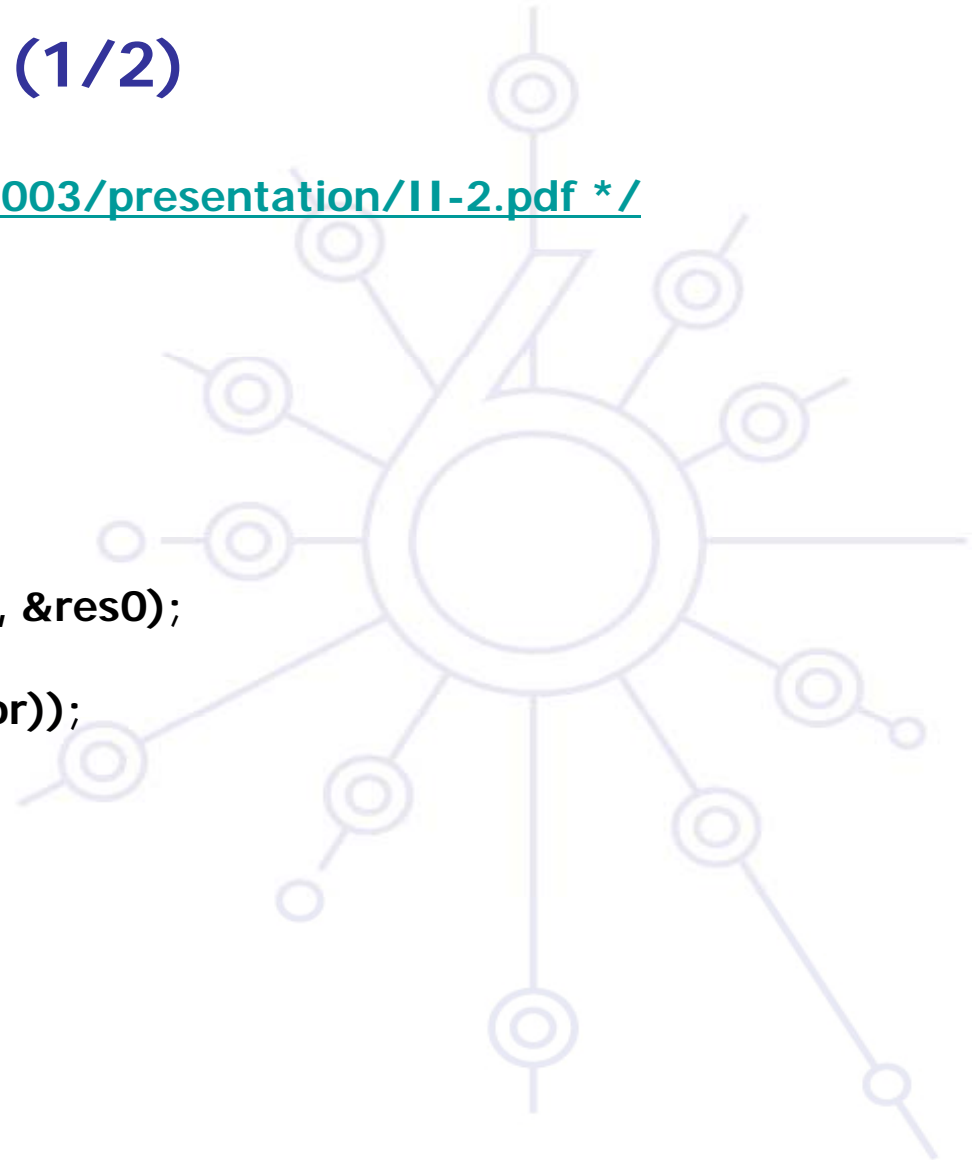 (1/2)
003/presentation/II-2.pdf */
, &res0);
or));